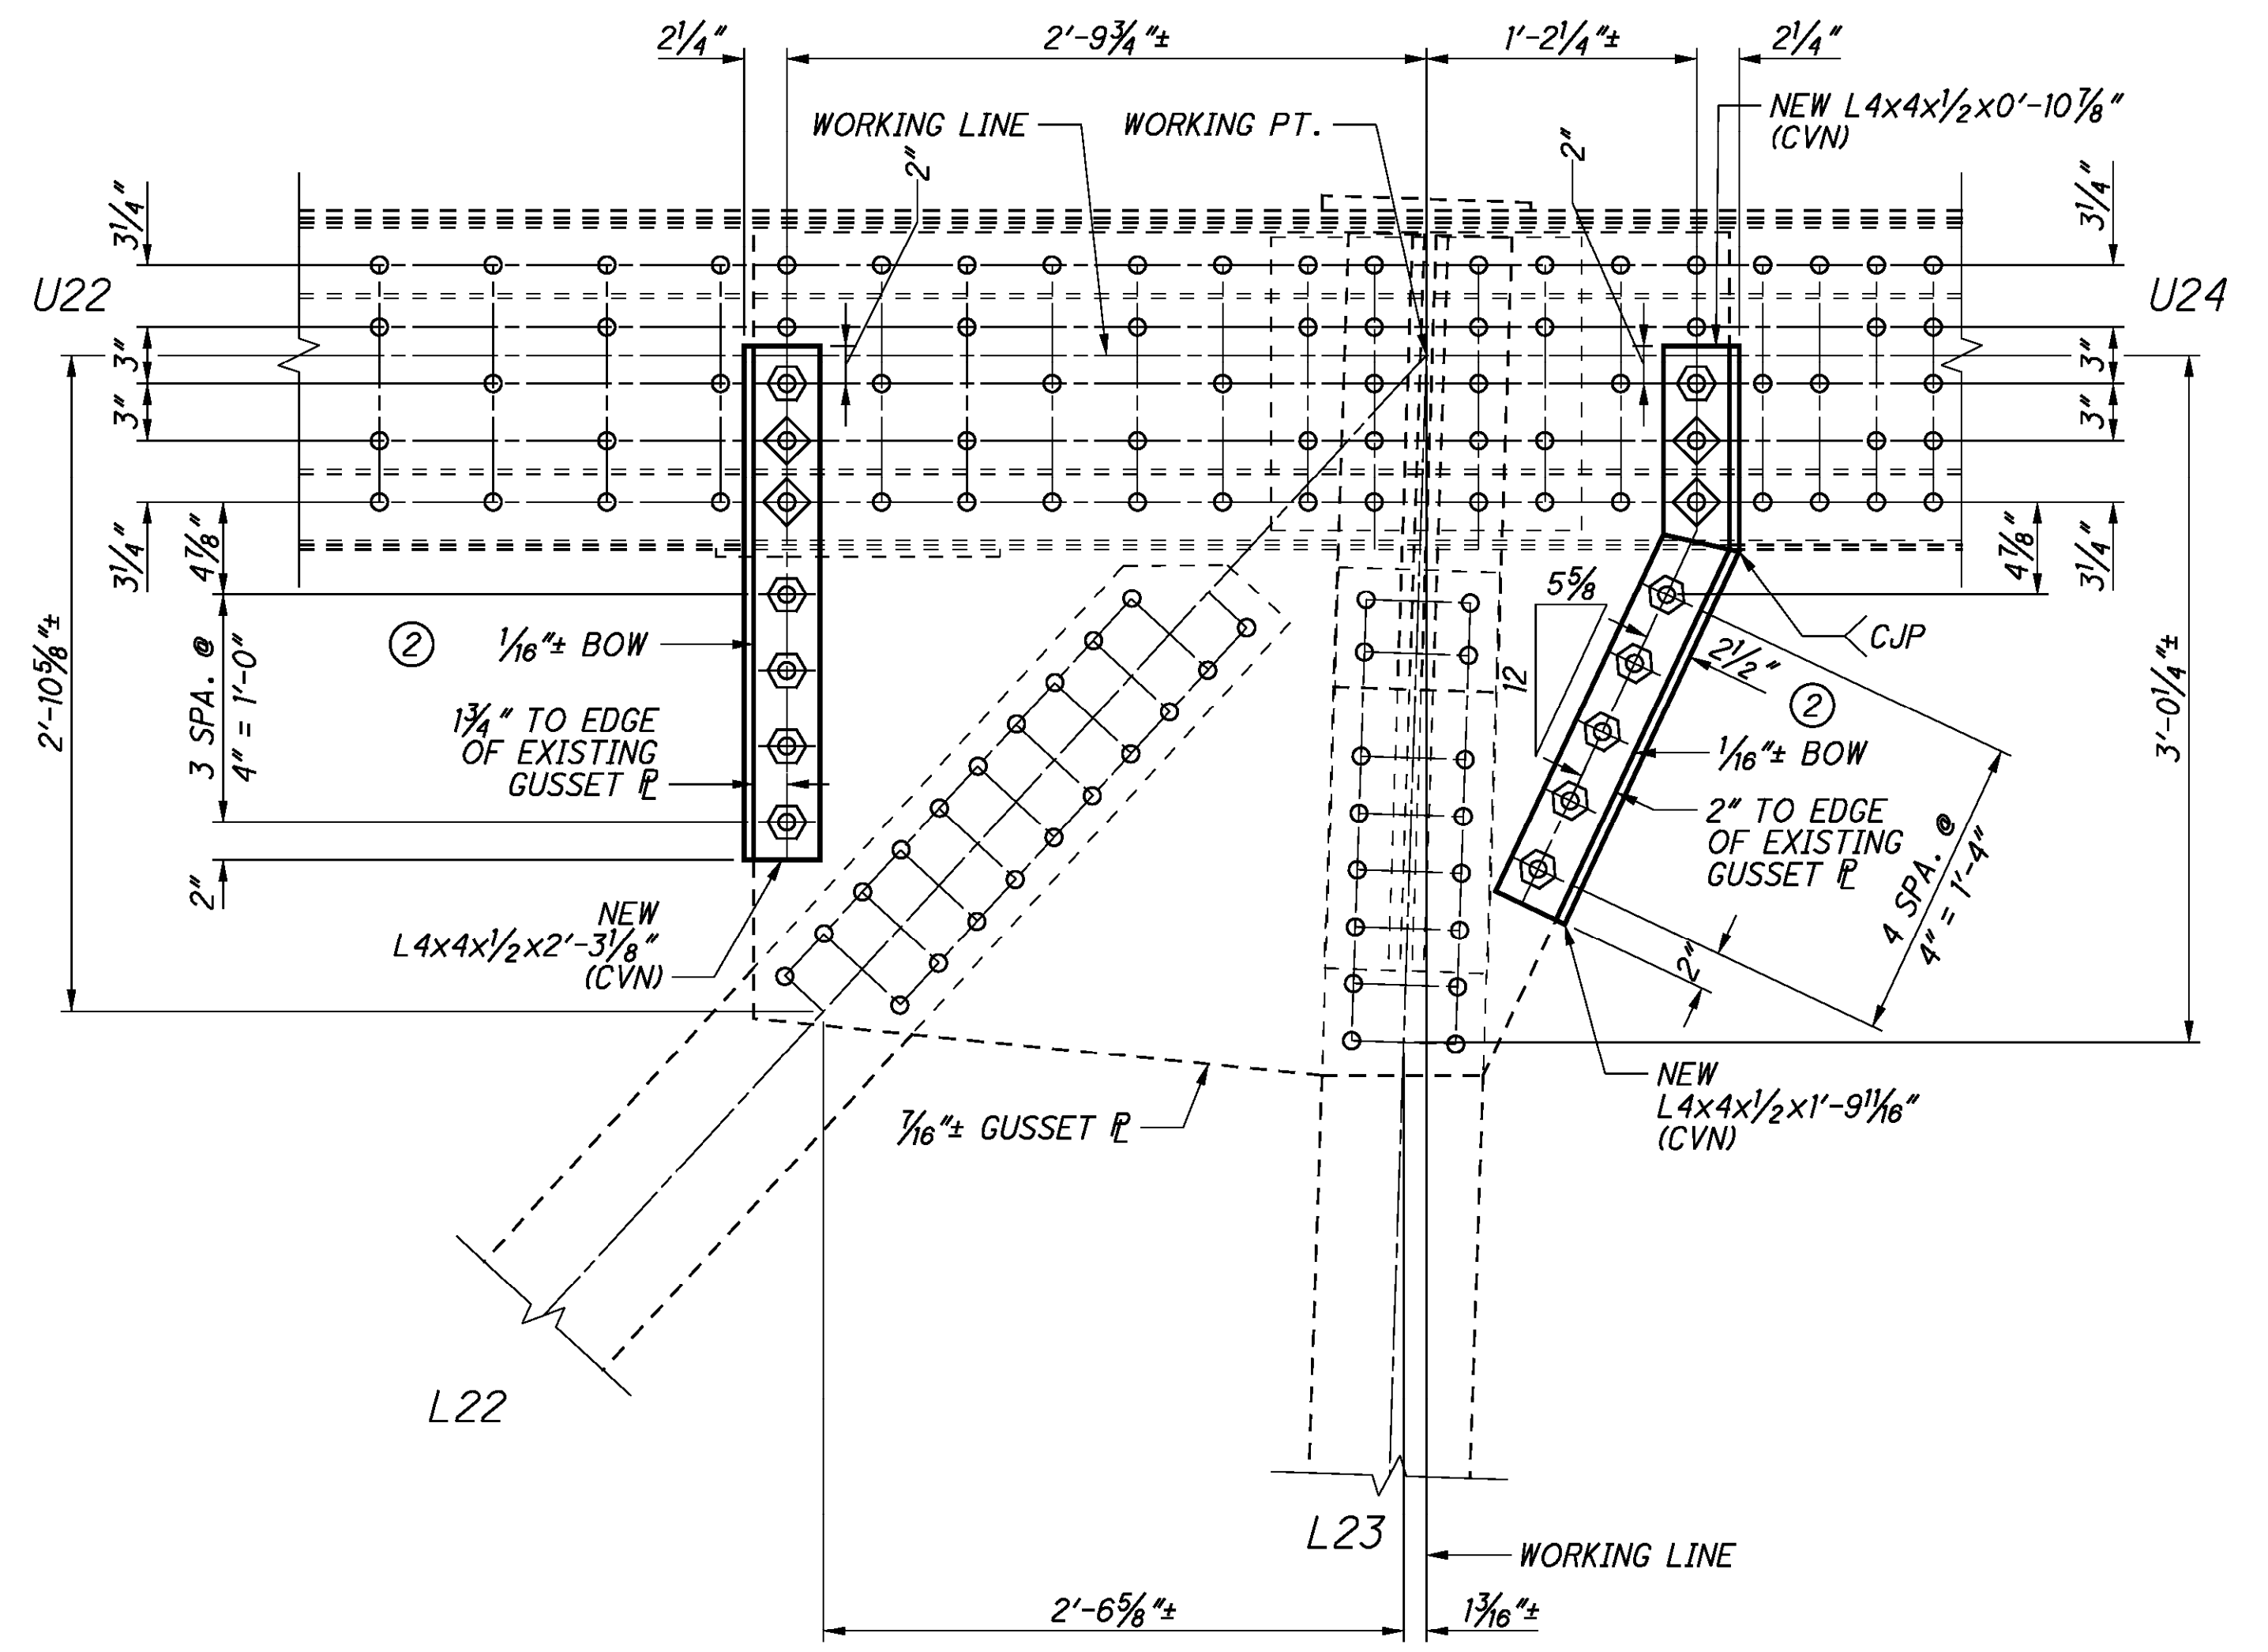 2¼"
2'-9¾"±
1'-2¼"±
2¼"
WORKING LINE
WORKING PT.
NEW L4x4x½x0'-10⅞"
(CVN)
2"
2"
3¼"
3¼"
U22
U24
3"
3"
3"
3"
3¼"
4⅞"
4⅞"
3¼"
2'-10⅝"±
3 SPA. @
4" = 1'-0"
2
1/16"± BOW
1¾" TO EDGE
OF EXISTING
GUSSET ⅊
5⅝
12
2½"
CJP
2
1/16"± BOW
2" TO EDGE
OF EXISTING
GUSSET ⅊
4 SPA. @
4" = 1'-4"
3'-0¼"±
2"
2"
NEW
L4x4x½x2'-3⅛"
(CVN)
NEW
L4x4x½x1'-9 11/16"
(CVN)
7/16"± GUSSET ⅊
L22
L23
WORKING LINE
2'-6⅝"±
1 3/16"±